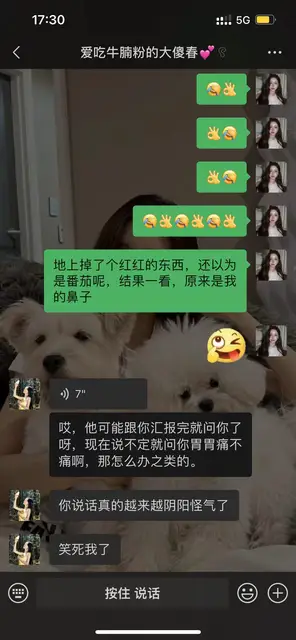 17:30
5G
爱吃牛腩粉的大傻春💕
地上掉了个红红的东西，还以为
是番茄呢，结果一看，原来是我
的鼻子
7"
哎，他可能跟你汇报完就问你了
呀，现在说不定就问你胃胃痛不
痛啊，那怎么办之类的。
你说话真的越来越阴阳怪气了
笑死我了
按住 说话